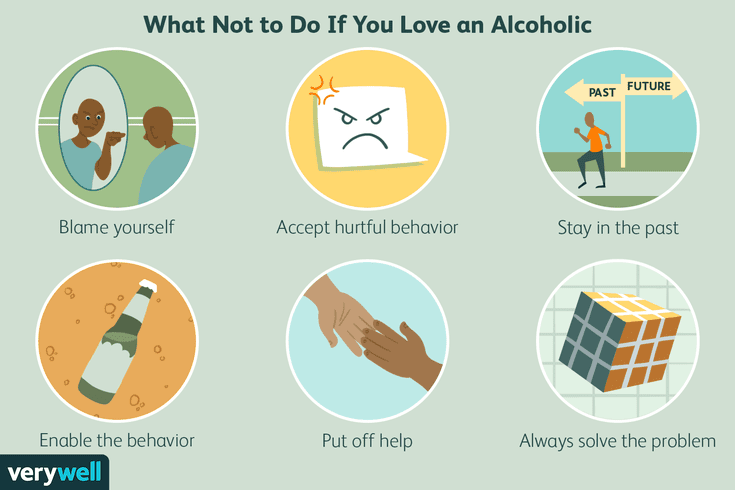 What Not to Do If You Love an Alcoholic
PAST
FUTURE
Blame yourself
Accept hurtful behavior
Stay in the past
Enable the behavior
Put off help
Always solve the problem
verywell